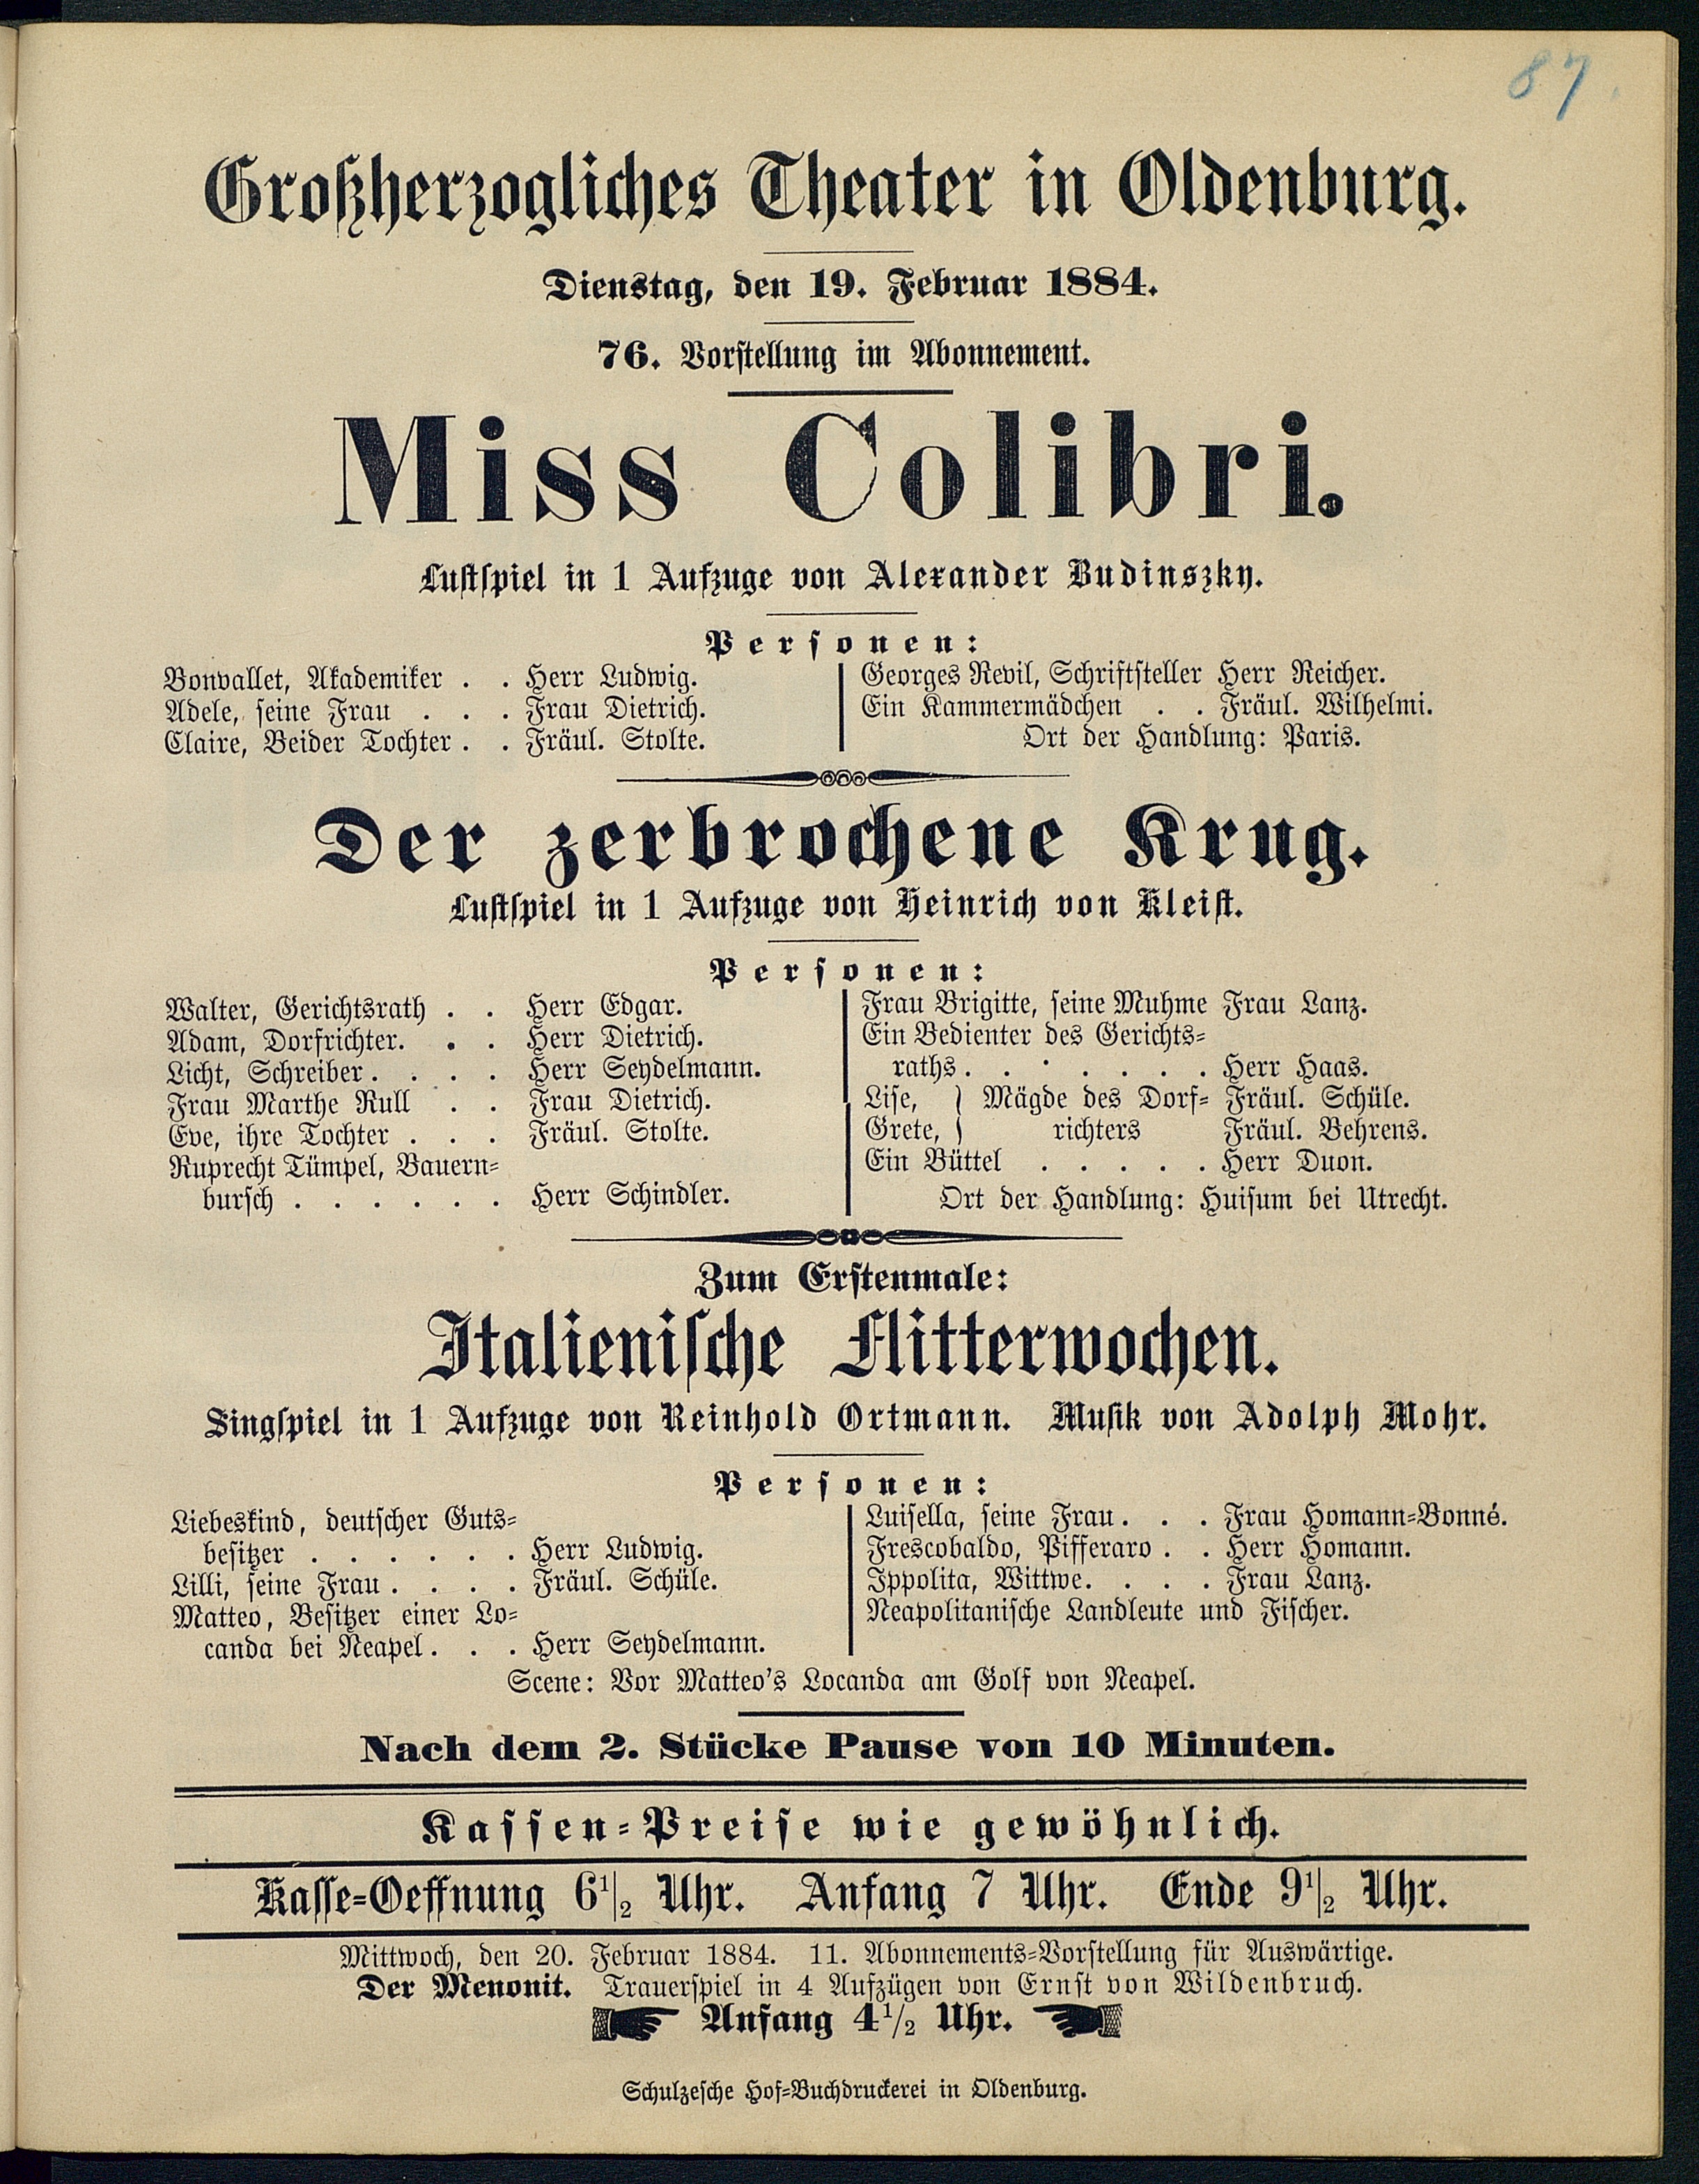 87.
Großherzogliches Theater in Oldenburg.
Dienstag, den 19. Februar 1884.
76. Vorstellung im Abonnement.
Miss Colibri.
Lustspiel in 1 Aufzuge von Alexander Budinszky.
Personen:
Bonvallet, Akademiker . . Herr Ludwig.
Adele, seine Frau . . . Frau Dietrich.
Claire, Beider Tochter . . Fräul. Stolte.
Georges Revil, Schriftsteller Herr Reicher.
Ein Kammermädchen . . Fräul. Wilhelmi.
Ort der Handlung: Paris.
Der zerbrochene Krug.
Lustspiel in 1 Aufzuge von Heinrich von Kleist.
Personen:
Walter, Gerichtsrath . . Herr Edgar.
Adam, Dorfrichter. . . Herr Dietrich.
Licht, Schreiber . . . . Herr Seydelmann.
Frau Marthe Rull . . Frau Dietrich.
Eve, ihre Tochter . . . Fräul. Stolte.
Ruprecht Tümpel, Bauern-
bursch . . . . . . Herr Schindler.
Frau Brigitte, seine Muhme Frau Lanz.
Ein Bedienter des Gerichts-
raths . . . . . . . Herr Haas.
Lise, } Mägde des Dorf- Fräul. Schüle.
Grete, } richters Fräul. Behrens.
Ein Büttel . . . . . Herr Duon.
Ort der Handlung: Huisum bei Utrecht.
Zum Erstenmale:
Italienische Flitterwochen.
Singspiel in 1 Aufzuge von Reinhold Ortmann. Musik von Adolph Mohr.
Personen:
Liebeskind, deutscher Guts-
besitzer . . . . . . Herr Ludwig.
Lilli, seine Frau . . . . Fräul. Schüle.
Matteo, Besitzer einer Lo-
canda bei Neapel . . . Herr Seydelmann.
Luisella, seine Frau . . . Frau Homann-Bonné.
Frescobaldo, Pifferaro . . Herr Homann.
Ippolita, Wittwe. . . . Frau Lanz.
Neapolitanische Landleute und Fischer.
Scene: Vor Matteo's Locanda am Golf von Neapel.
Nach dem 2. Stücke Pause von 10 Minuten.
Kassen-Preise wie gewöhnlich.
Kasse-Oeffnung 6 1/2 Uhr. Anfang 7 Uhr. Ende 9 1/2 Uhr.
Mittwoch, den 20. Februar 1884. 11. Abonnements-Vorstellung für Auswärtige.
Der Menonit. Trauerspiel in 4 Aufzügen von Ernst von Wildenbruch.
Anfang 4 1/2 Uhr.
Schulzesche Hof-Buchdruckerei in Oldenburg.